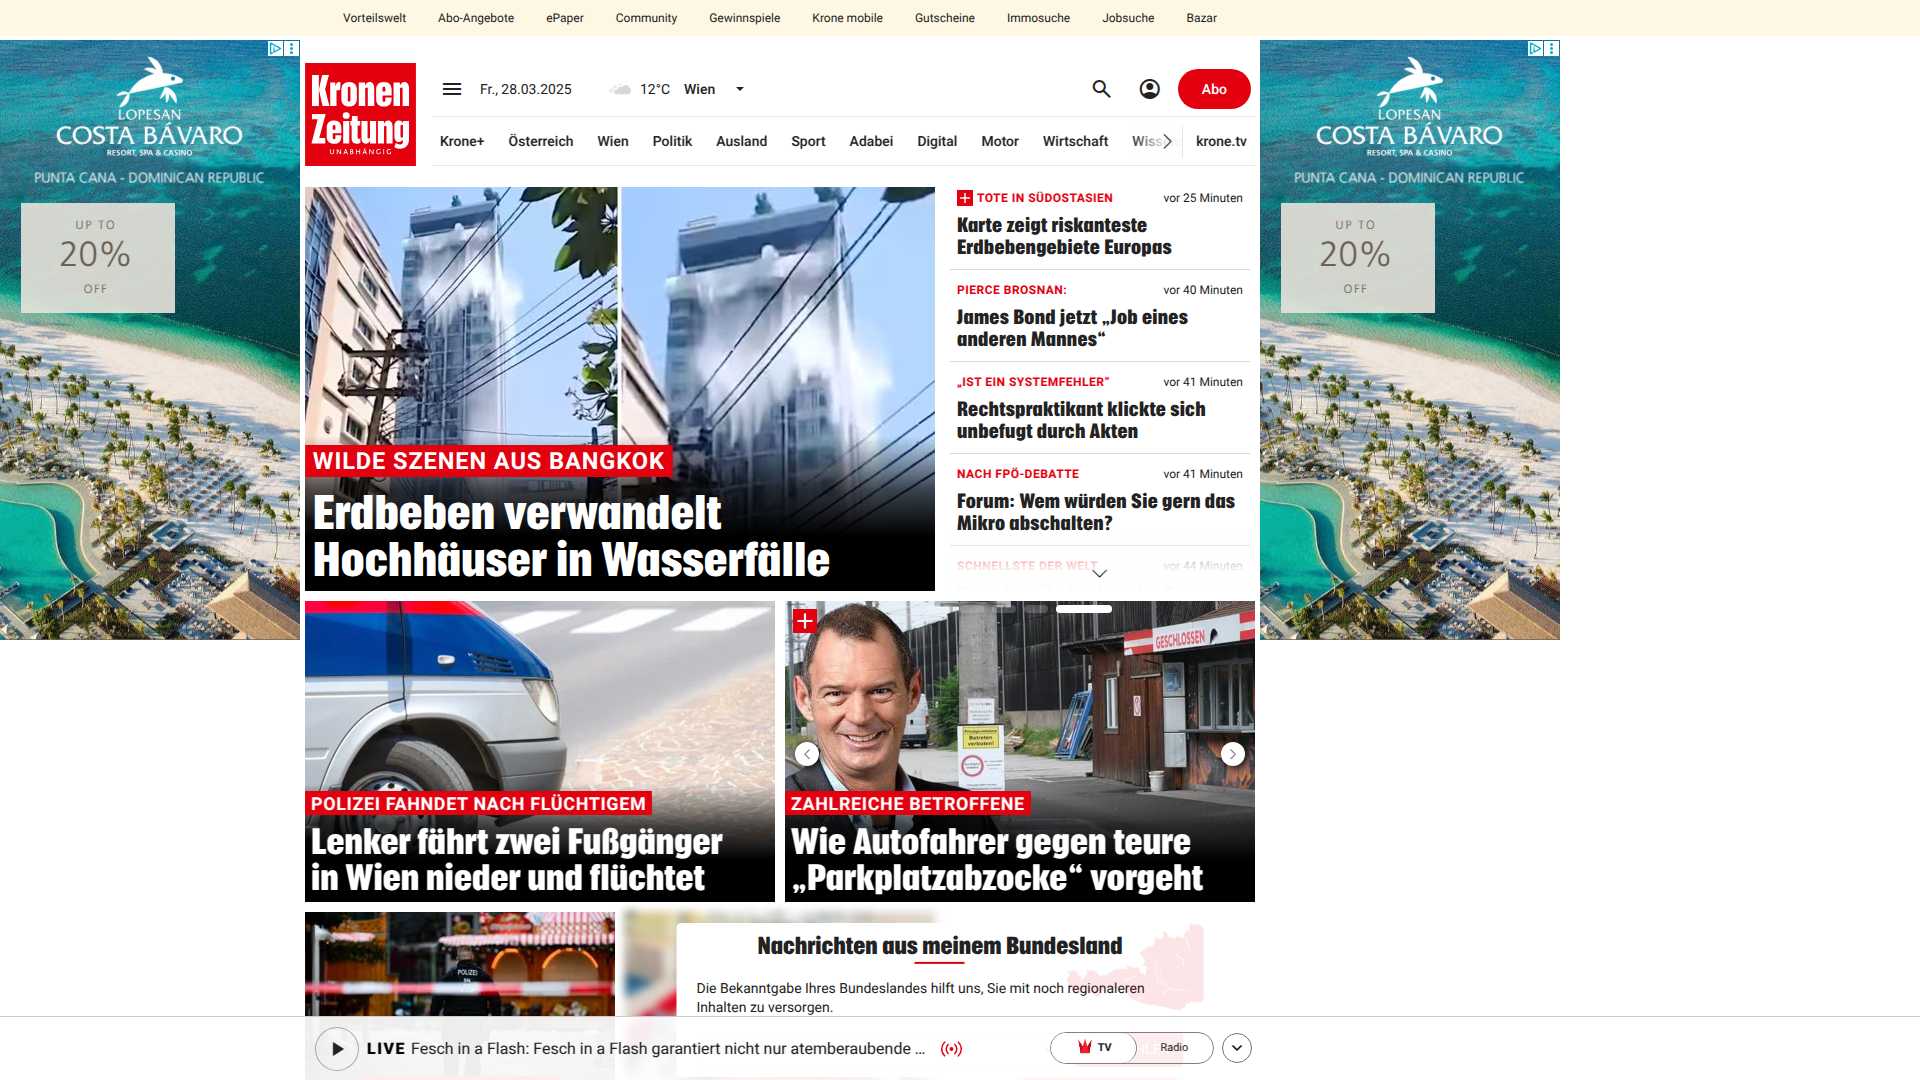 Vorteilswelt
Abo-Angebote
ePaper
Community
Gewinnspiele
Krone mobile
Gutscheine
Immosuche
Jobsuche
Bazar
LOPESAN
COSTA BÁVARO
RESORT, SPA & CASINO
PUNTA CANA - DOMINICAN REPUBLIC
UP TO
20%
OFF
Kronen
Zeitung
UNABHÄNGIG
Fr., 28.03.2025
12°C
Wien
Abo
Krone+
Österreich
Wien
Politik
Ausland
Sport
Adabei
Digital
Motor
Wirtschaft
Wiss
krone.tv
LOPESAN
COSTA BÁVARO
RESORT, SPA & CASINO
PUNTA CANA - DOMINICAN REPUBLIC
UP TO
20%
OFF
WILDE SZENEN AUS BANGKOK
Erdbeben verwandelt
Hochhäuser in Wasserfälle
TOTE IN SÜDOSTASIEN
vor 25 Minuten
Karte zeigt riskanteste
Erdbebengebiete Europas
PIERCE BROSNAN:
vor 40 Minuten
James Bond jetzt „Job eines
anderen Mannes“
„IST EIN SYSTEMFEHLER“
vor 41 Minuten
Rechtspraktikant klickte sich
unbefugt durch Akten
NACH FPÖ-DEBATTE
vor 41 Minuten
Forum: Wem würden Sie gern das
Mikro abschalten?
SCHNELLSTE DER WELT
vor 44 Minuten
POLIZEI FAHNDET NACH FLÜCHTIGEM
Lenker fährt zwei Fußgänger
in Wien nieder und flüchtet
GESCHLOSSEN
Betreten
verboten!
ZAHLREICHE BETROFFENE
Wie Autofahrer gegen teure
„Parkplatzabzocke“ vorgeht
POLIZEI
Nachrichten aus meinem Bundesland
Die Bekanntgabe Ihres Bundeslandes hilft uns, Sie mit noch regionaleren
Inhalten zu versorgen.
LIVE Fesch in a Flash: Fesch in a Flash garantiert nicht nur atemberaubende ...
TV
Radio